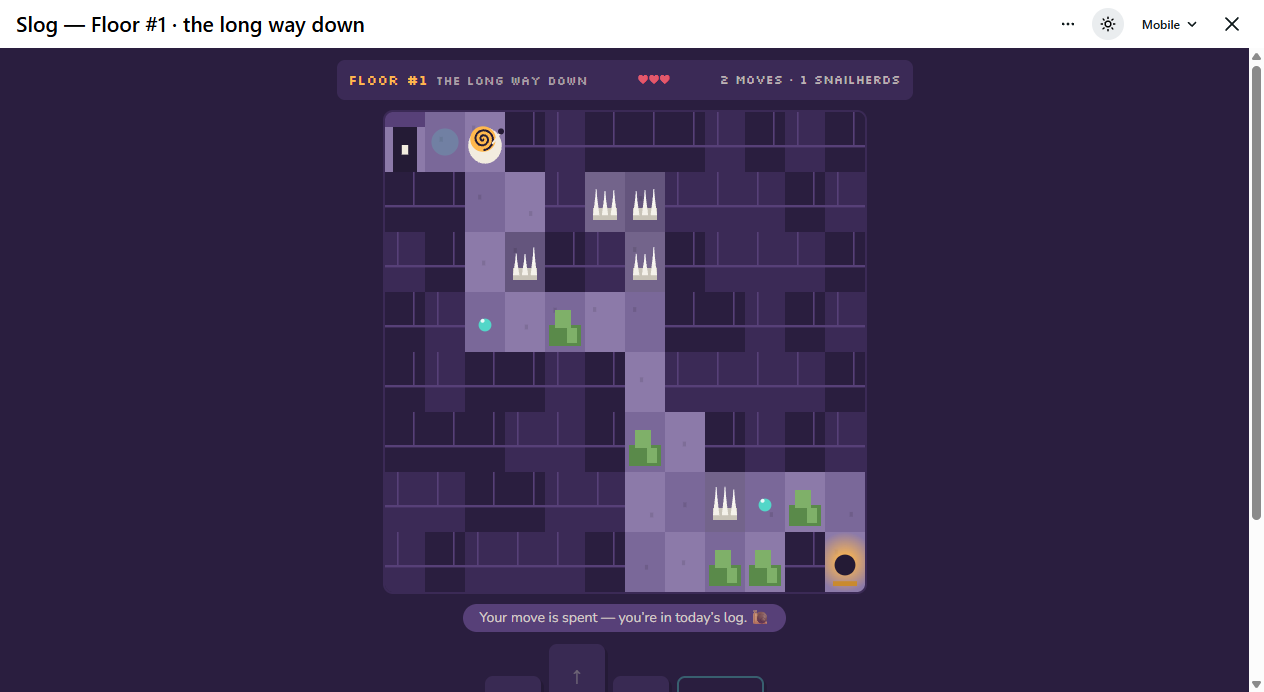 Slog — Floor #1 · the long way down
Mobile
FLOOR #1 THE LONG WAY DOWN
2 MOVES · 1 SNAILHERDS
Your move is spent — you're in today's log. 🐌
↑